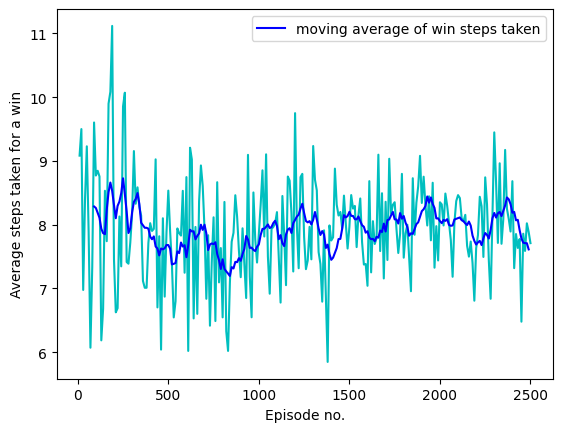 moving average of win steps taken
Average steps taken for a win
11
10
9
8
7
6
0 500 1000 1500 2000 2500
Episode no.